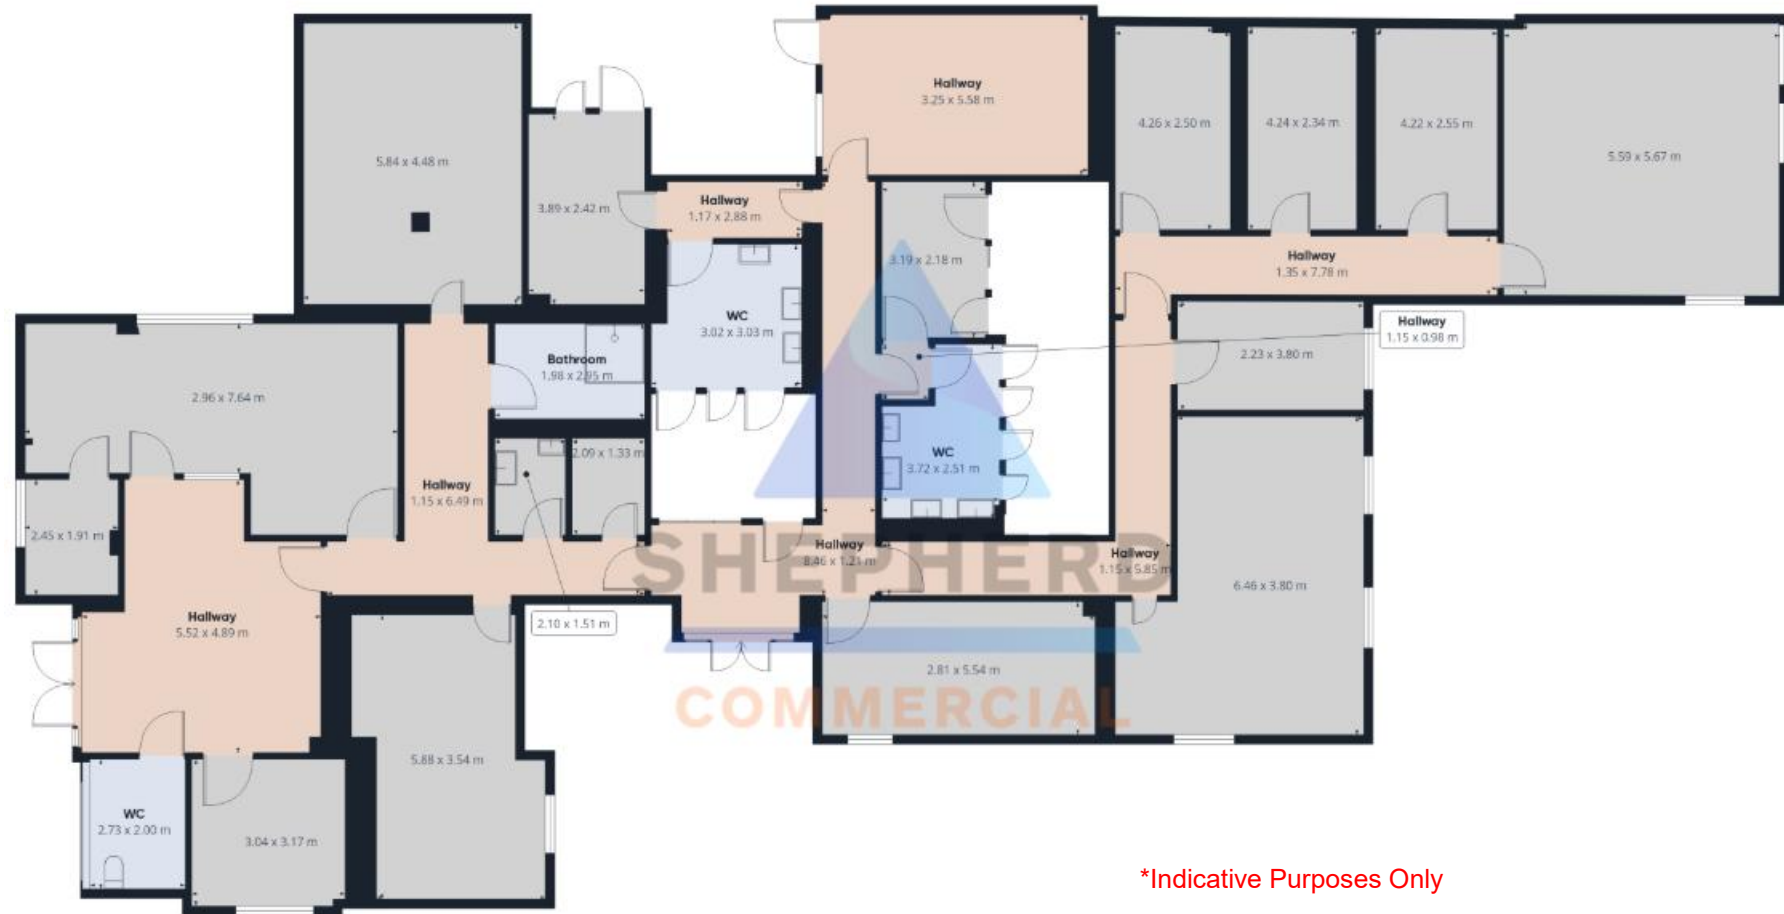 Hallway
3.25 x 5.58 m
4.26 x 2.50 m
4.24 x 2.34 m
4.22 x 2.55 m
5.59 x 5.67 m
5.84 x 4.48 m
3.89 x 2.42 m
Hallway
1.17 x 2.88 m
3.19 x 2.18 m
Hallway
1.35 x 7.78 m
WC
3.02 x 3.03 m
Hallway
1.15 x 0.98 m
Bathroom
1.98 x 2.95 m
2.23 x 3.80 m
2.96 x 7.64 m
2.09 x 1.33 m
WC
3.72 x 2.51 m
Hallway
1.15 x 6.49 m
2.45 x 1.91 m
Hallway
8.46 x 1.21 m
Hallway
1.15 x 5.85 m
SHEPHERD
6.46 x 3.80 m
Hallway
5.52 x 4.89 m
2.10 x 1.51 m
2.81 x 5.54 m
COMMERCIAL
5.88 x 3.54 m
WC
2.73 x 2.00 m
3.04 x 3.17 m
*Indicative Purposes Only